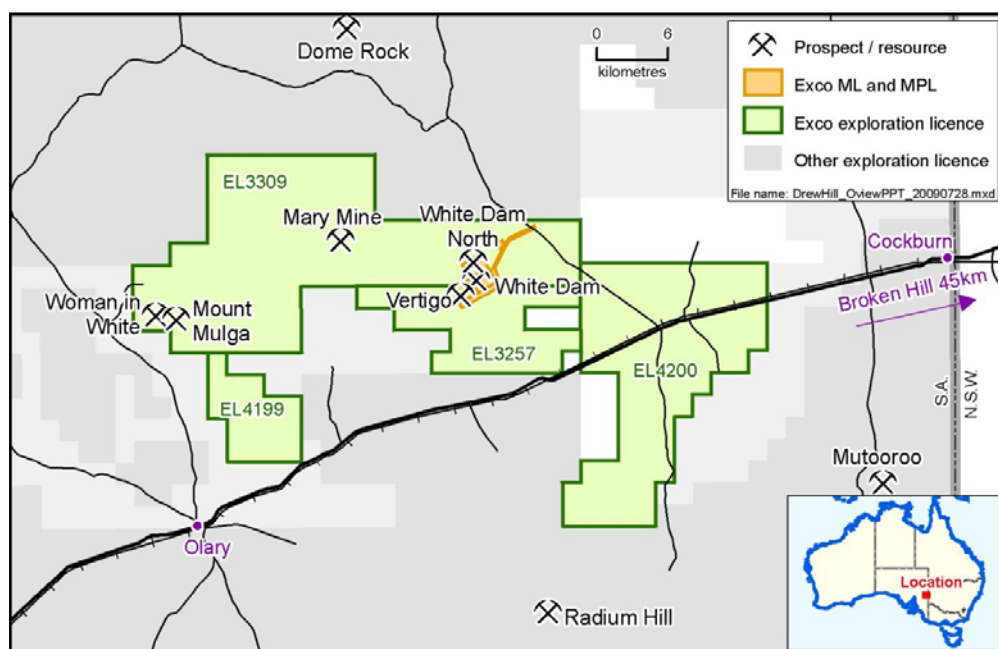 Dome Rock
0 6
kilometres
Prospect / resource
Exco ML and MPL
Exco exploration licence
Other exploration licence
File name: DrewHill_OviewPPT_20090728.mxd
EL3309
Mary Mine
White Dam
North
White Dam
Vertigo
Cockburn
Broken Hill 45km
Woman in
White
Mount
Mulga
EL3257
EL4200
EL4199
S.A.
N.S.W.
Mutooroo
Olary
Radium Hill
Location